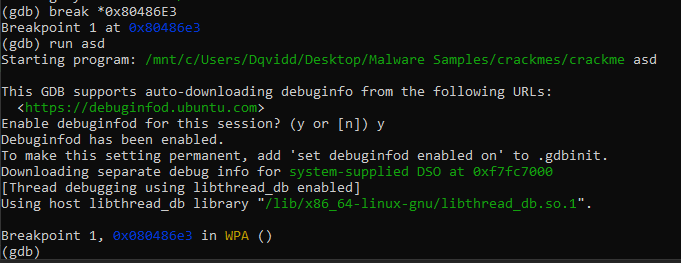 (gdb) break *0x80486E3
Breakpoint 1 at 0x80486e3
(gdb) run asd
Starting program: /mnt/c/Users/Dqvidd/Desktop/Malware Samples/crackmes/crackme asd
This GDB supports auto-downloading debuginfo from the following URLs:
<https://debuginfod.ubuntu.com>
Enable debuginfod for this session? (y or [n]) y
Debuginfod has been enabled.
To make this setting permanent, add 'set debuginfod enabled on' to .gdbinit.
Downloading separate debug info for system-supplied DSO at 0xf7fc7000
[Thread debugging using libthread_db enabled]
Using host libthread_db library "/lib/x86_64-linux-gnu/libthread_db.so.1".
Breakpoint 1, 0x080486e3 in WPA ()
(gdb)